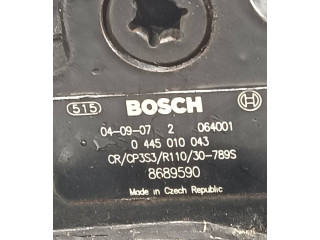 515 BOSCH
04-09-07 2 064001
0 445 010 043
CR/CP3S3/R110/30-789S
8689590
Made in Czech Republic